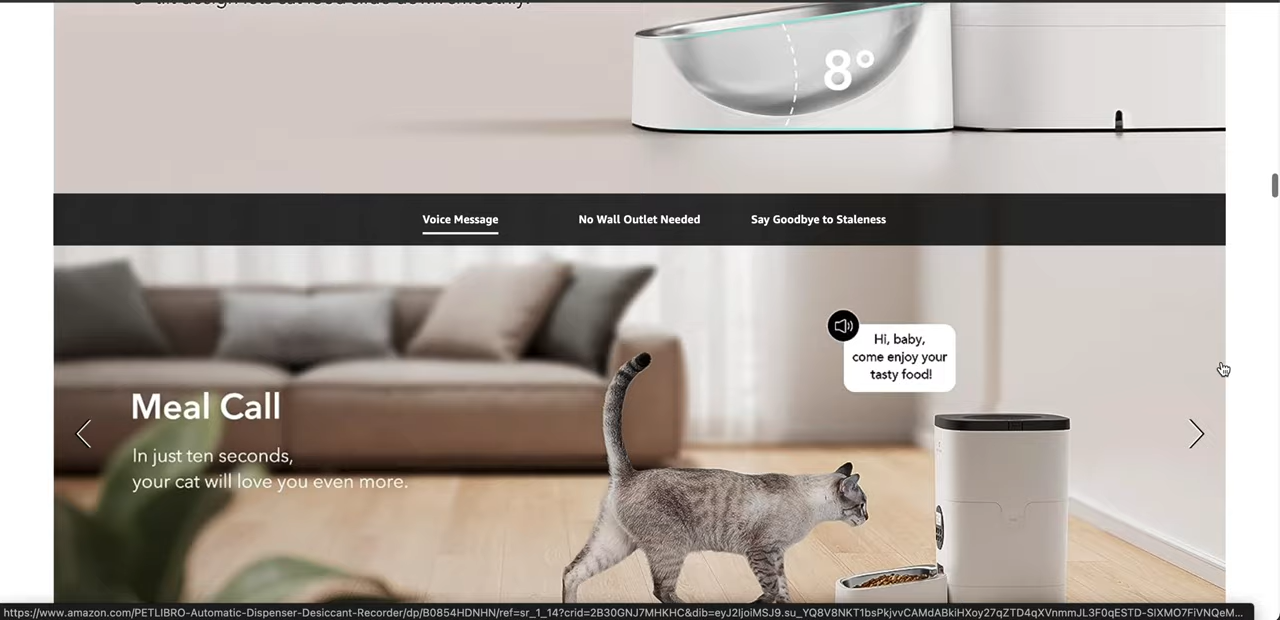 8°
Voice Message
No Wall Outlet Needed
Say Goodbye to Staleness
Hi, baby,
come enjoy your
tasty food!
Meal Call
In just ten seconds,
your cat will love you even more.
https://www.amazon.com/PETLIBRO-Automatic-Dispenser-Desiccant-Recorder/dp/B0854HDNHN/ref=sr_1_14?crid=2B30GNJ7MHKHC&dib=eyJ2IjoiMSJ9.su_YQ8V8NKT1bsPkjvvCAMdABkiHXoy27qZTD4qXVnmmJL3F0qESTD-SIXMO7FiVNQeM...